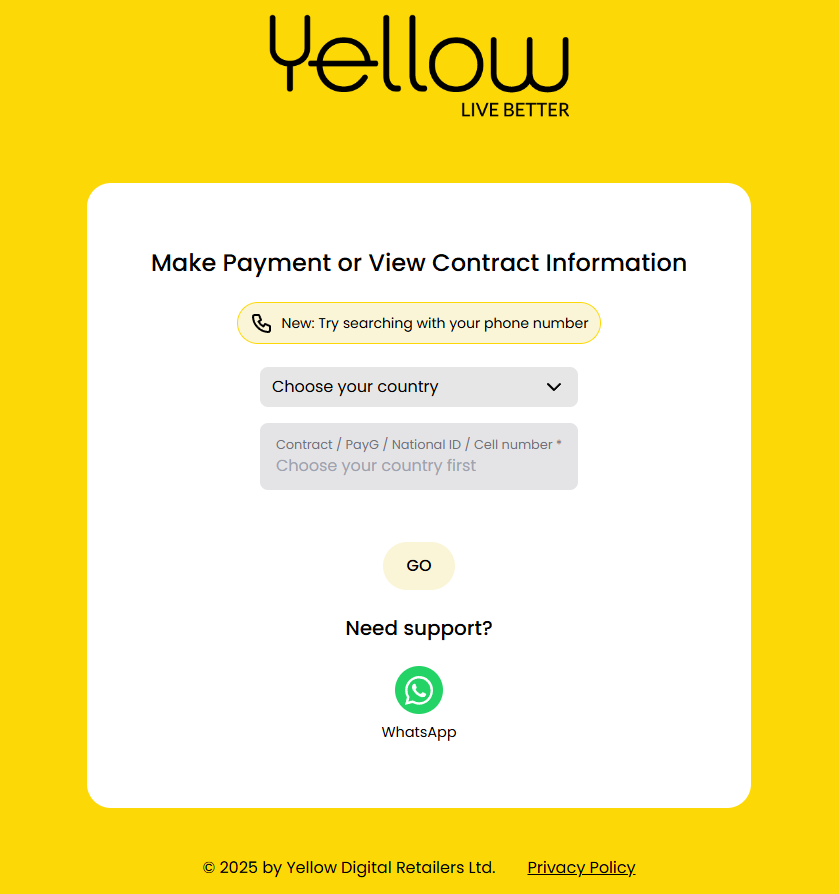 Yellow
LIVE BETTER
Make Payment or View Contract Information
New: Try searching with your phone number
Choose your country
Contract / PayG / National ID / Cell number *
Choose your country first
GO
Need support?
WhatsApp
© 2025 by Yellow Digital Retailers Ltd. Privacy Policy